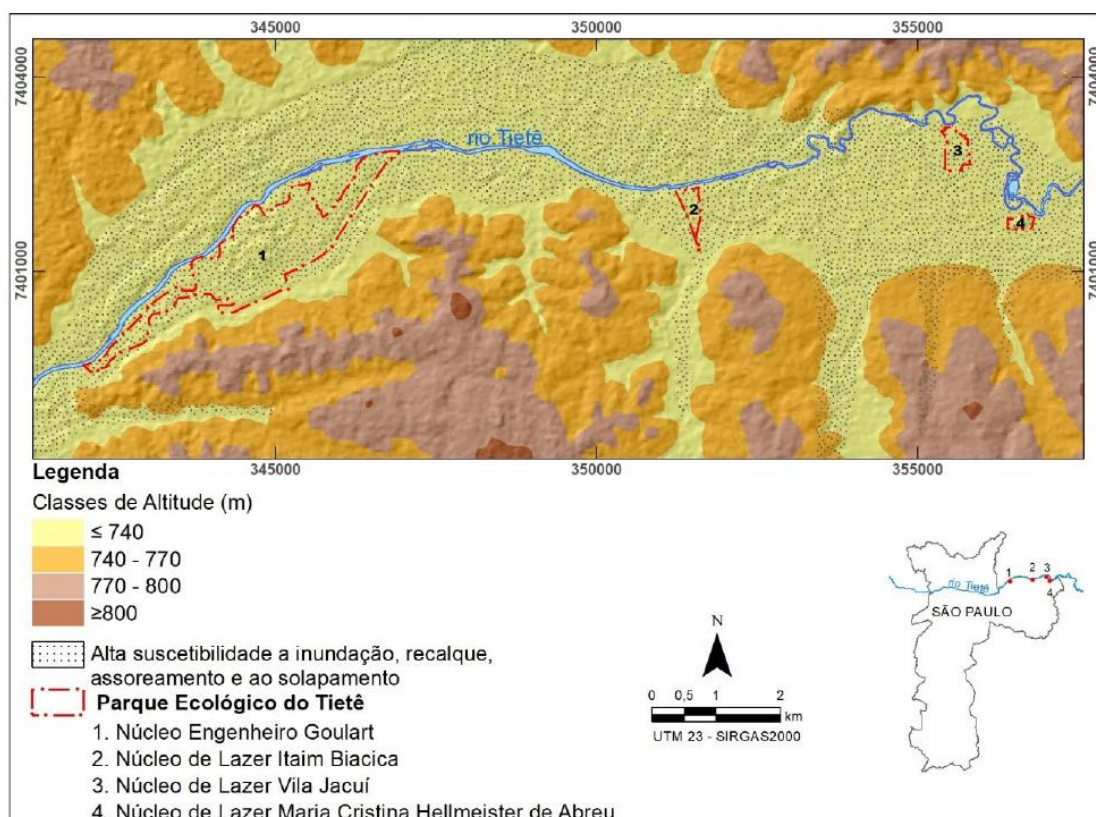 345000 350000 355000
7404000 7404000
rio Tietê
3
2
4
1
7401000 7401000
345000 350000 355000
Legenda
Classes de Altitude (m)
≤ 740
740 - 770
770 - 800
≥800
Alta suscetibilidade a inundação, recalque,
assoreamento e ao solapamento
Parque Ecológico do Tietê
1. Núcleo Engenheiro Goulart
2. Núcleo de Lazer Itaim Biacica
3. Núcleo de Lazer Vila Jacuí
4. Núcleo de Lazer Maria Cristina Hellmeister de Abreu
N
0 0,5 1 2
km
UTM 23 - SIRGAS2000
1 2 3
4
rio Tietê
SÃO PAULO